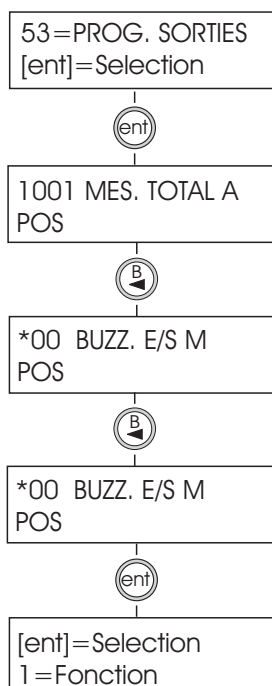 53=PROG. SORTIES
[ent]=Selection
ent
1001 MES. TOTAL A
POS
B
*00 BUZZ. E/S M
POS
B
*00 BUZZ. E/S M
POS
ent
[ent]=Selection
1=Fonction